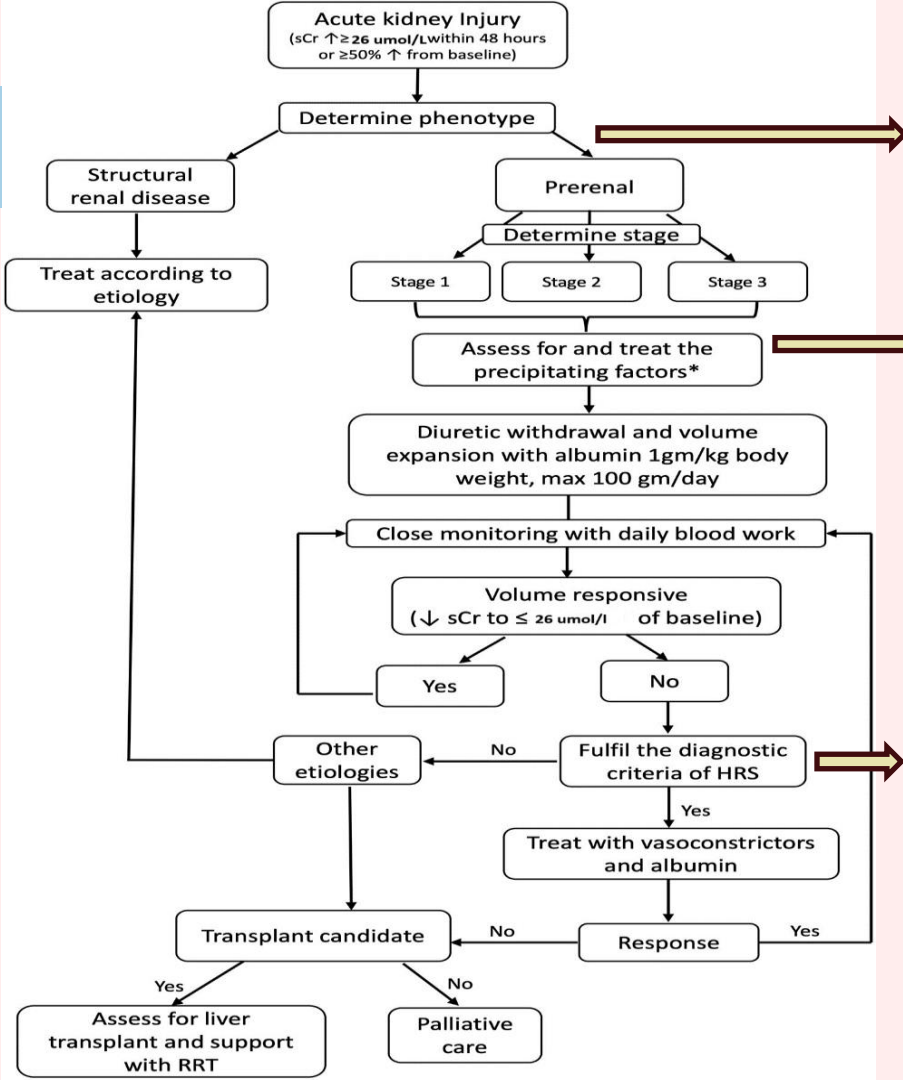 Acute kidney Injury
(sCr ↑≥26 umol/Lwithin 48 hours
or ≥50% ↑ from baseline)
Determine phenotype
Structural
renal disease
Prerenal
Determine stage
Treat according to
etiology
Stage 1
Stage 2
Stage 3
Assess for and treat the
precipitating factors*
Diuretic withdrawal and volume
expansion with albumin 1gm/kg body
weight, max 100 gm/day
Close monitoring with daily blood work
Volume responsive
(↓ sCr to ≤ 26 umol/l of baseline)
Yes
No
Other
etiologies
No
Fulfil the diagnostic
criteria of HRS
Yes
Treat with vasoconstrictors
and albumin
Transplant candidate
No
Response
Yes
Yes
No
Assess for liver
transplant and support
with RRT
Palliative
care